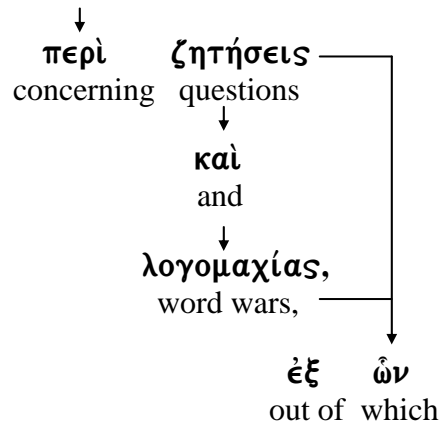 περὶ ζητήσεις
concerning questions
καὶ
and
λογομαχίας,
word wars,
ἐξ ὧν
out of which